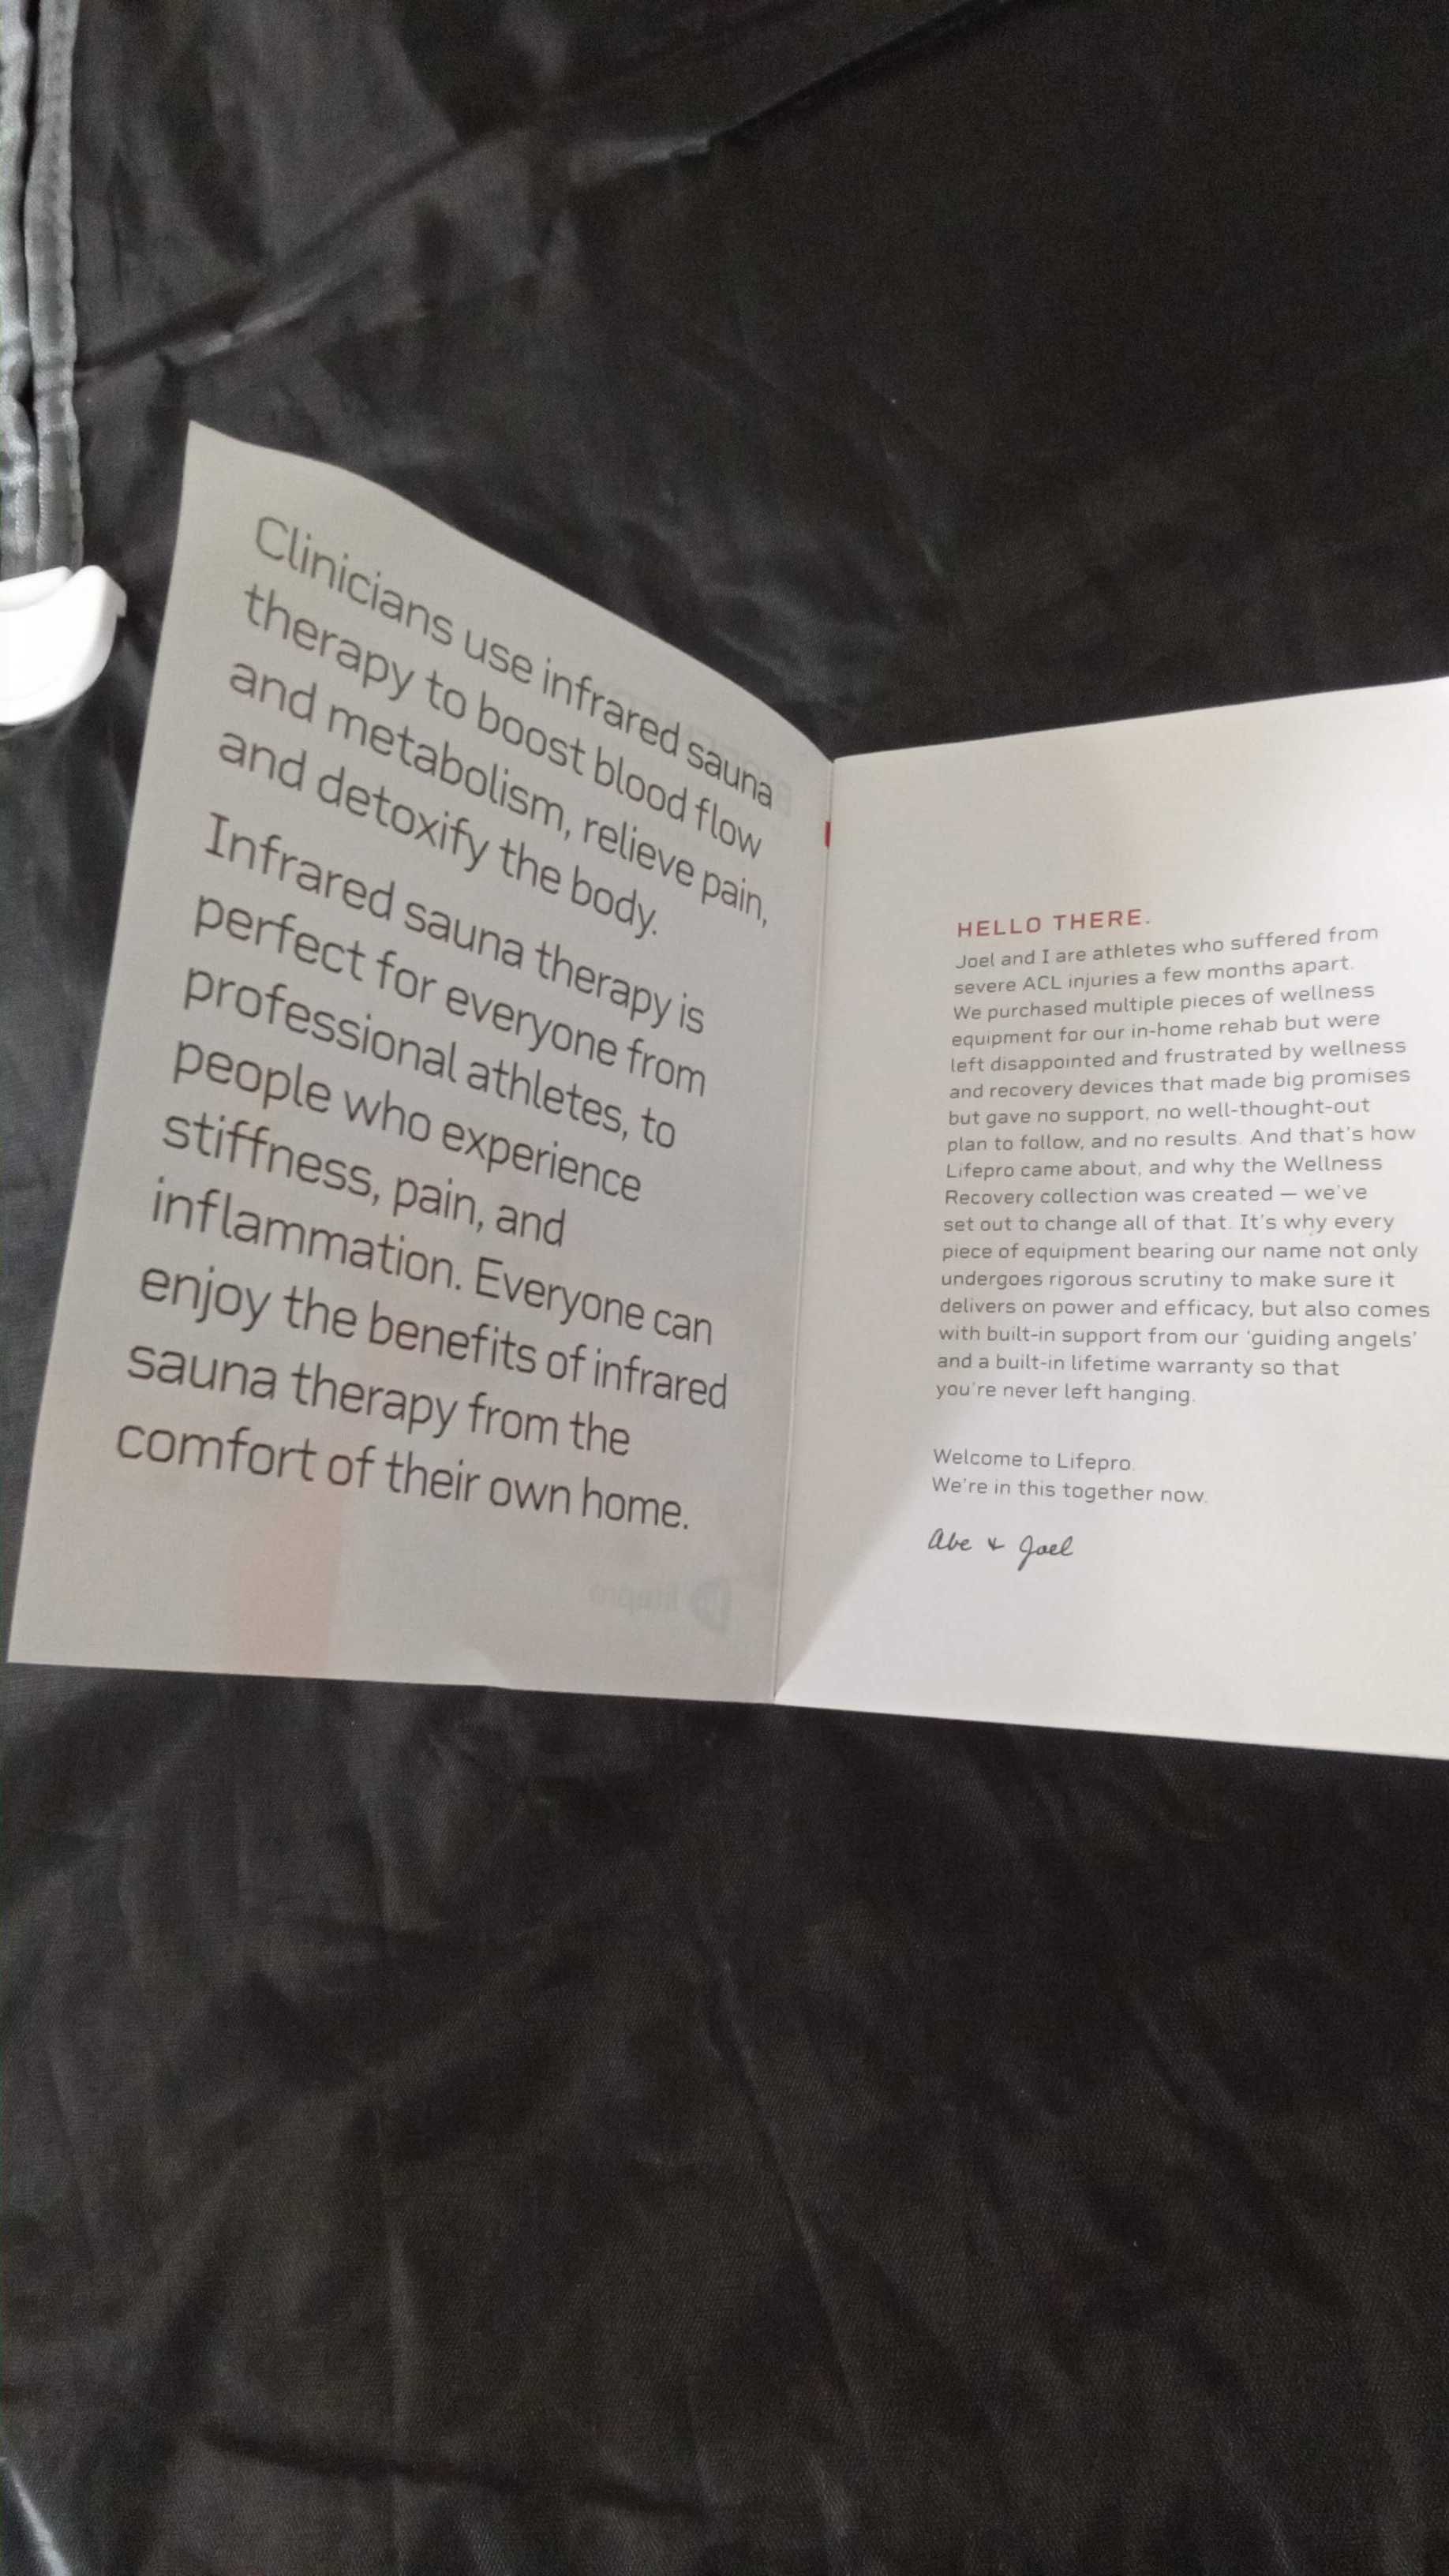 Clinicians use infrared sauna
therapy to boost blood flow
and metabolism, relieve pain,
and detoxify the body.
Infrared sauna therapy is
perfect for everyone from
professional athletes, to
people who experience
stiffness, pain, and
inflammation. Everyone can
enjoy the benefits of infrared
sauna therapy from the
comfort of their own home.
lifepro
HELLO THERE.
Joel and I are athletes who suffered from
severe ACL injuries a few months apart.
We purchased multiple pieces of wellness
equipment for our in-home rehab but were
left disappointed and frustrated by wellness
and recovery devices that made big promises
but gave no support, no well-thought-out
plan to follow, and no results. And that's how
Lifepro came about, and why the Wellness
Recovery collection was created — we've
set out to change all of that. It's why every
piece of equipment bearing our name not only
undergoes rigorous scrutiny to make sure it
delivers on power and efficacy, but also comes
with built-in support from our 'guiding angels'
and a built-in lifetime warranty so that
you're never left hanging.
Welcome to Lifepro.
We're in this together now.
Abe & Joel